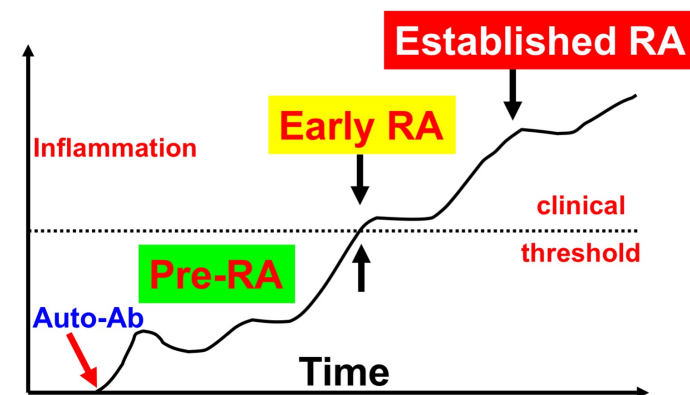 Established RA
Early RA
Inflammation
clinical
threshold
Pre-RA
Auto-Ab
Time